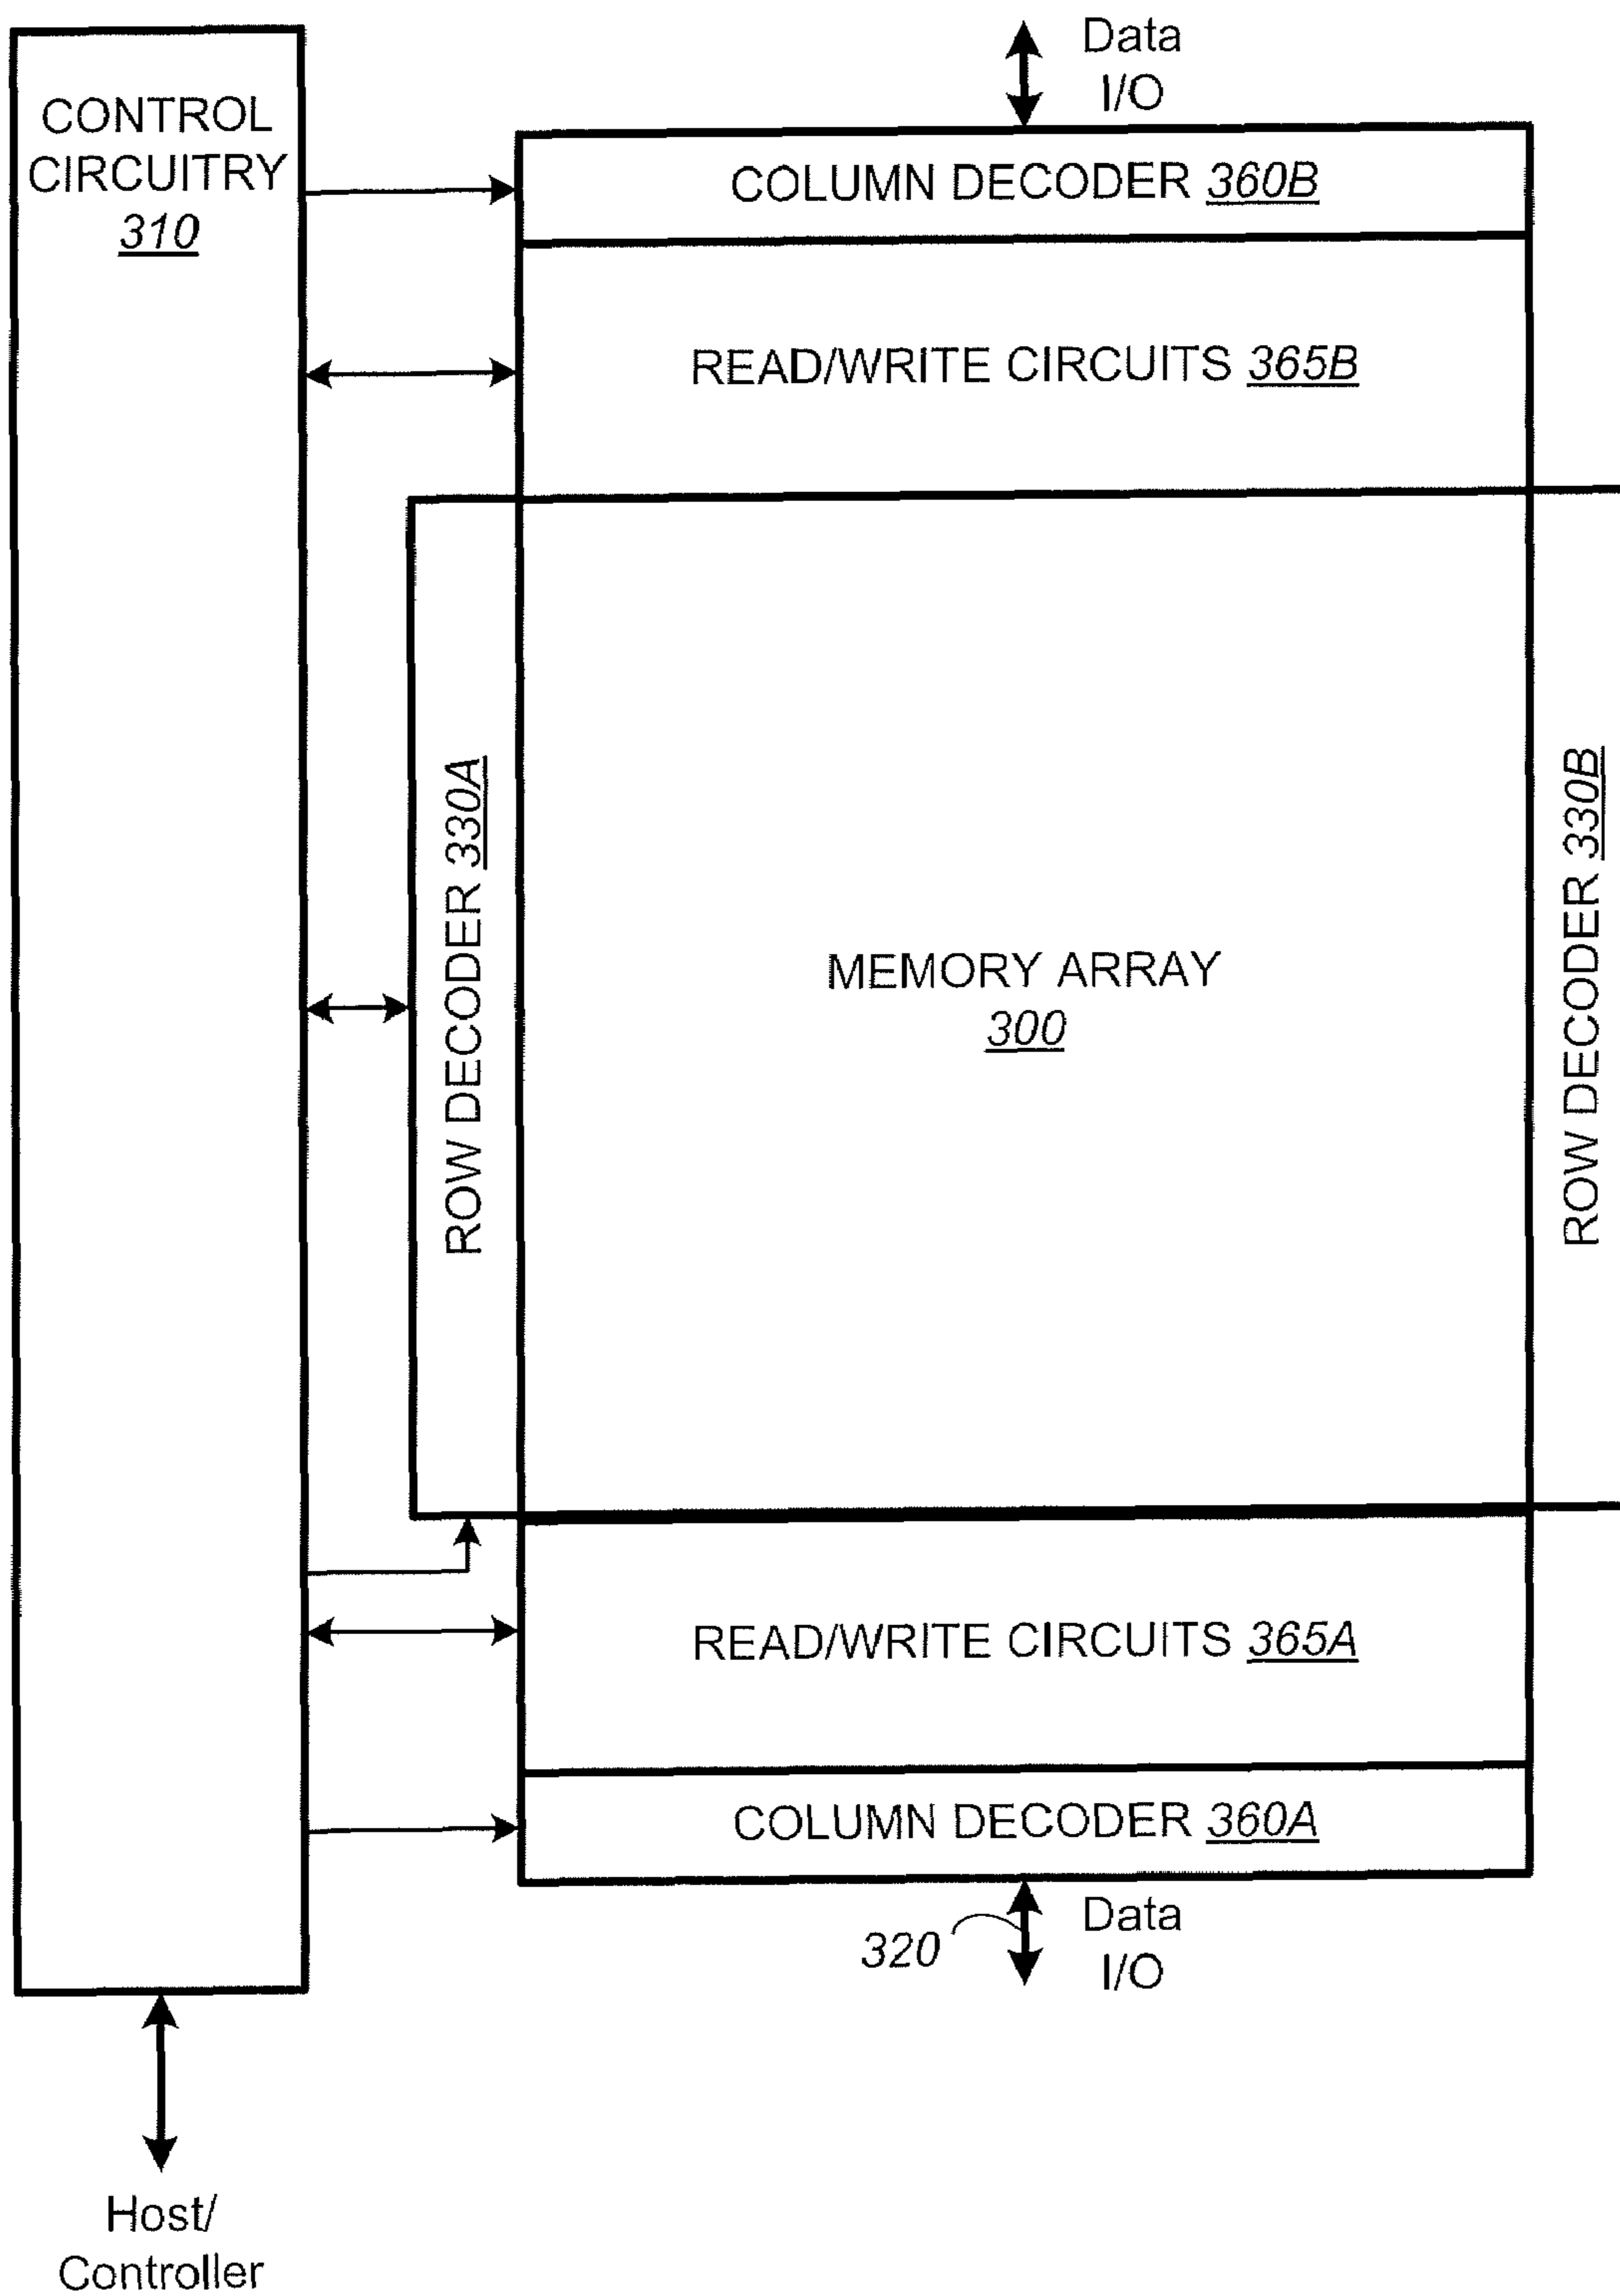 CONTROL
CIRCUITRY
310
Data
I/O
COLUMN DECODER 360B
READ/WRITE CIRCUITS 365B
ROW DECODER 330A
MEMORY ARRAY
300
ROW DECODER 330B
READ/WRITE CIRCUITS 365A
COLUMN DECODER 360A
320
Data
I/O
Host/
Controller